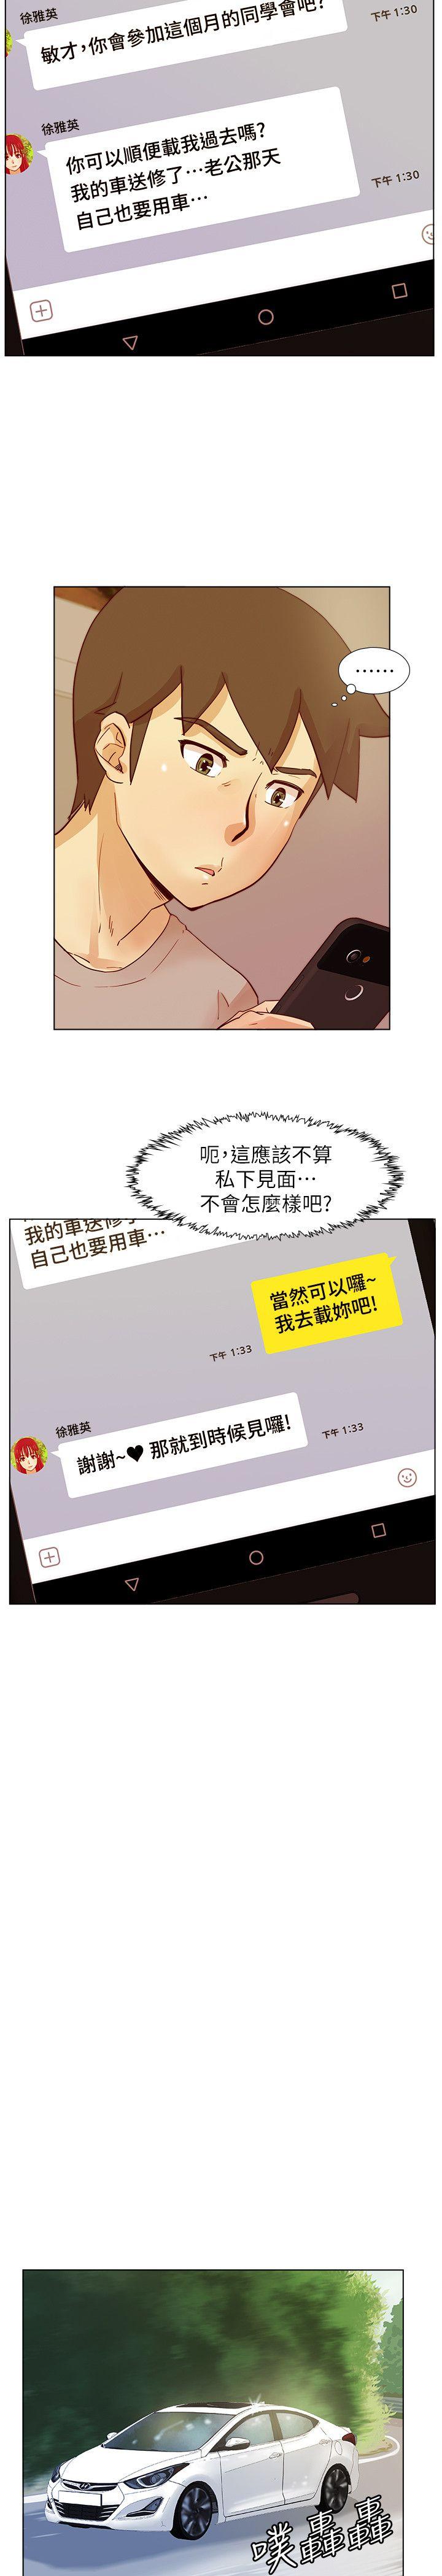 徐雅英
敏才，你會參加這個月的同學會吧?
下午 1:30
徐雅英
你可以順便載我過去嗎?
我的車送修了…老公那天
自己也要用車…
下午 1:30
……
呃，這應該不算
私下見面…
不會怎麼樣吧?
我的車送修了
自己也要用車…
當然可以囉~
我去載妳吧!
下午 1:33
徐雅英
謝謝~♥ 那就到時候見囉!
下午 1:33
噗轟轟